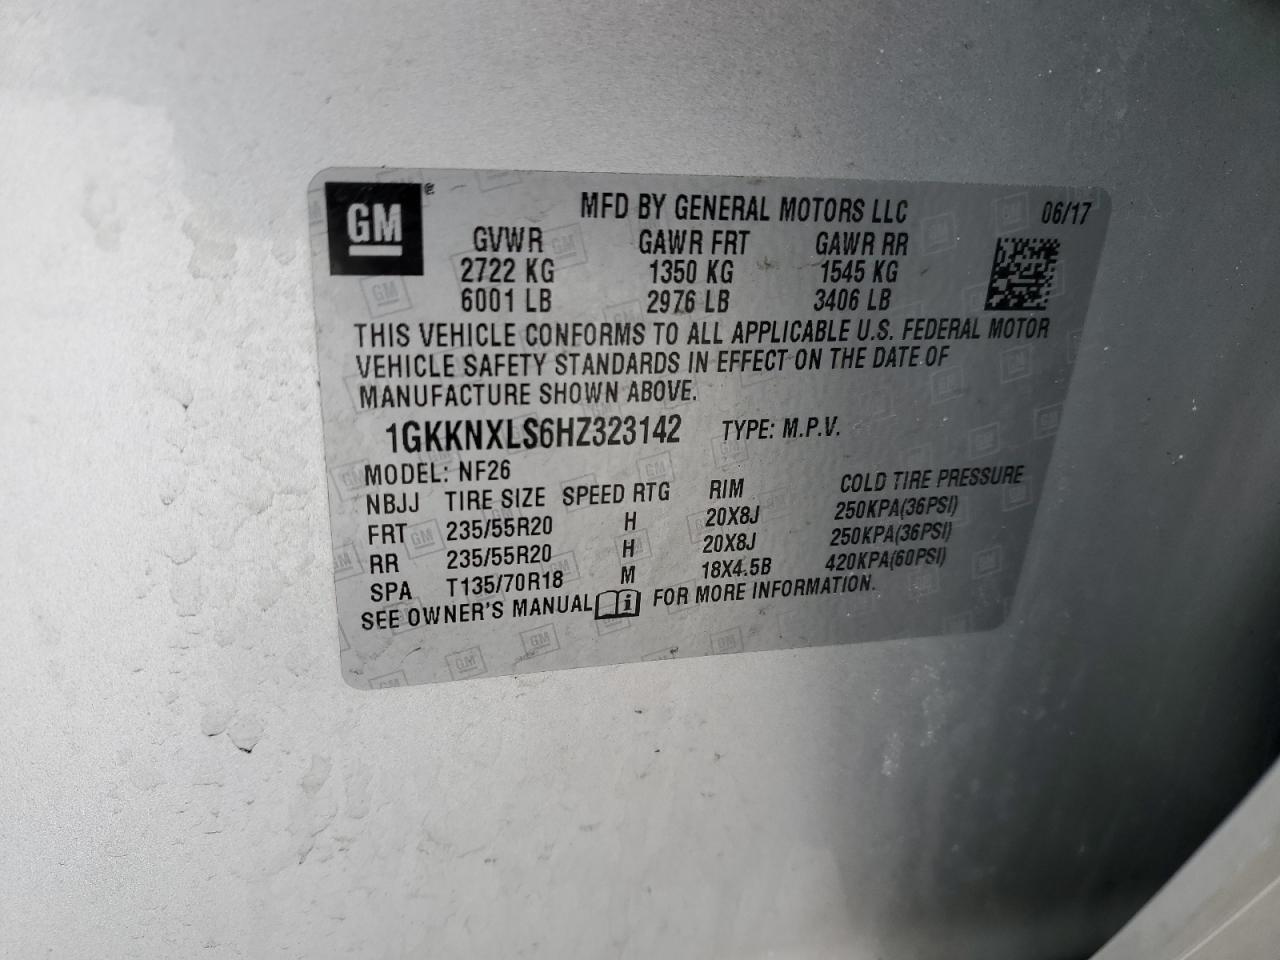 GM
MFD BY GENERAL MOTORS LLC 06/17
GVWR GAWR FRT GAWR RR
2722 KG 1350 KG 1545 KG
6001 LB 2976 LB 3406 LB
THIS VEHICLE CONFORMS TO ALL APPLICABLE U.S. FEDERAL MOTOR
VEHICLE SAFETY STANDARDS IN EFFECT ON THE DATE OF
MANUFACTURE SHOWN ABOVE.
1GKKNXLS6HZ323142 TYPE: M.P.V.
MODEL: NF26
NBJJ TIRE SIZE SPEED RTG RIM COLD TIRE PRESSURE
FRT 235/55R20 H 20X8J 250KPA(36PSI)
RR 235/55R20 H 20X8J 250KPA(36PSI)
SPA T135/70R18 M 18X4.5B 420KPA(60PSI)
SEE OWNER'S MANUAL FOR MORE INFORMATION.